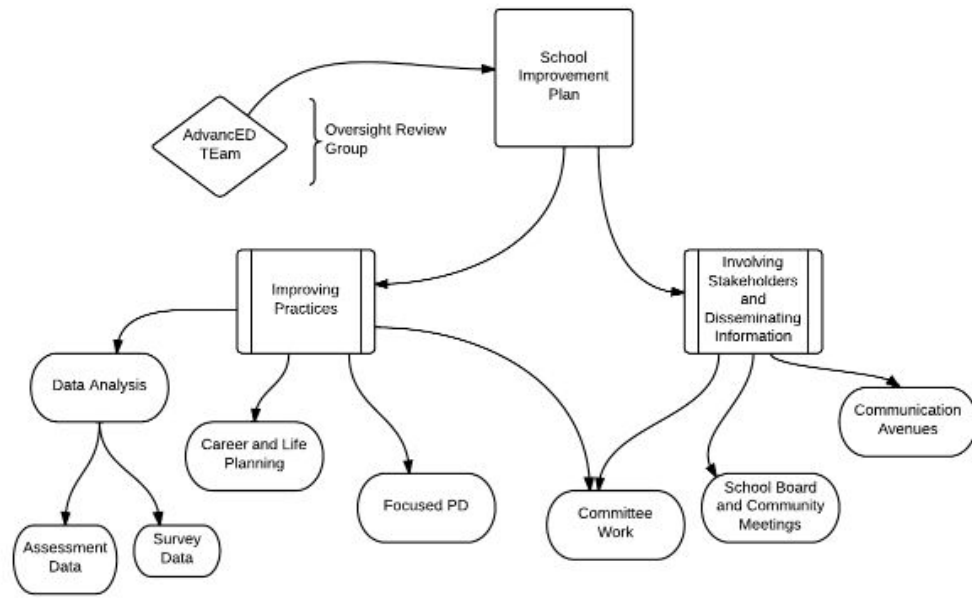 School
Improvement
Plan
AdvancED
TEam
Oversight Review
Group
Improving
Practices
Involving
Stakeholders
and
Disseminating
Information
Data Analysis
Career and Life
Planning
Focused PD
Committee
Work
School Board
and Community
Meetings
Communication
Avenues
Assessment
Data
Survey
Data